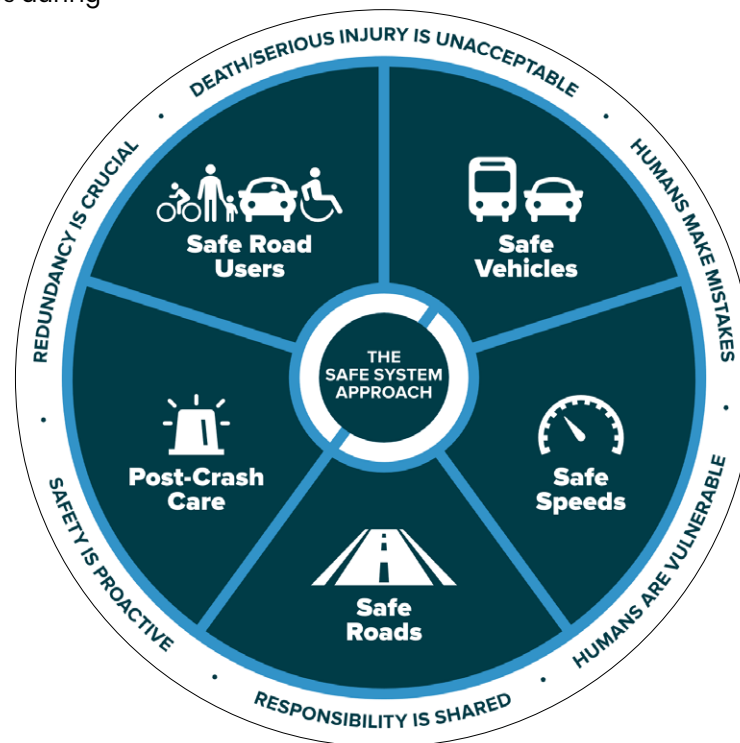 during
DEATH/SERIOUS INJURY IS UNACCEPTABLE
HUMANS MAKE MISTAKES
HUMANS ARE VULNERABLE
RESPONSIBILITY IS SHARED
SAFETY IS PROACTIVE
REDUNDANCY IS CRUCIAL
Safe Road
Users
Safe
Vehicles
THE
SAFE SYSTEM
APPROACH
Post-Crash
Care
Safe
Speeds
Safe
Roads